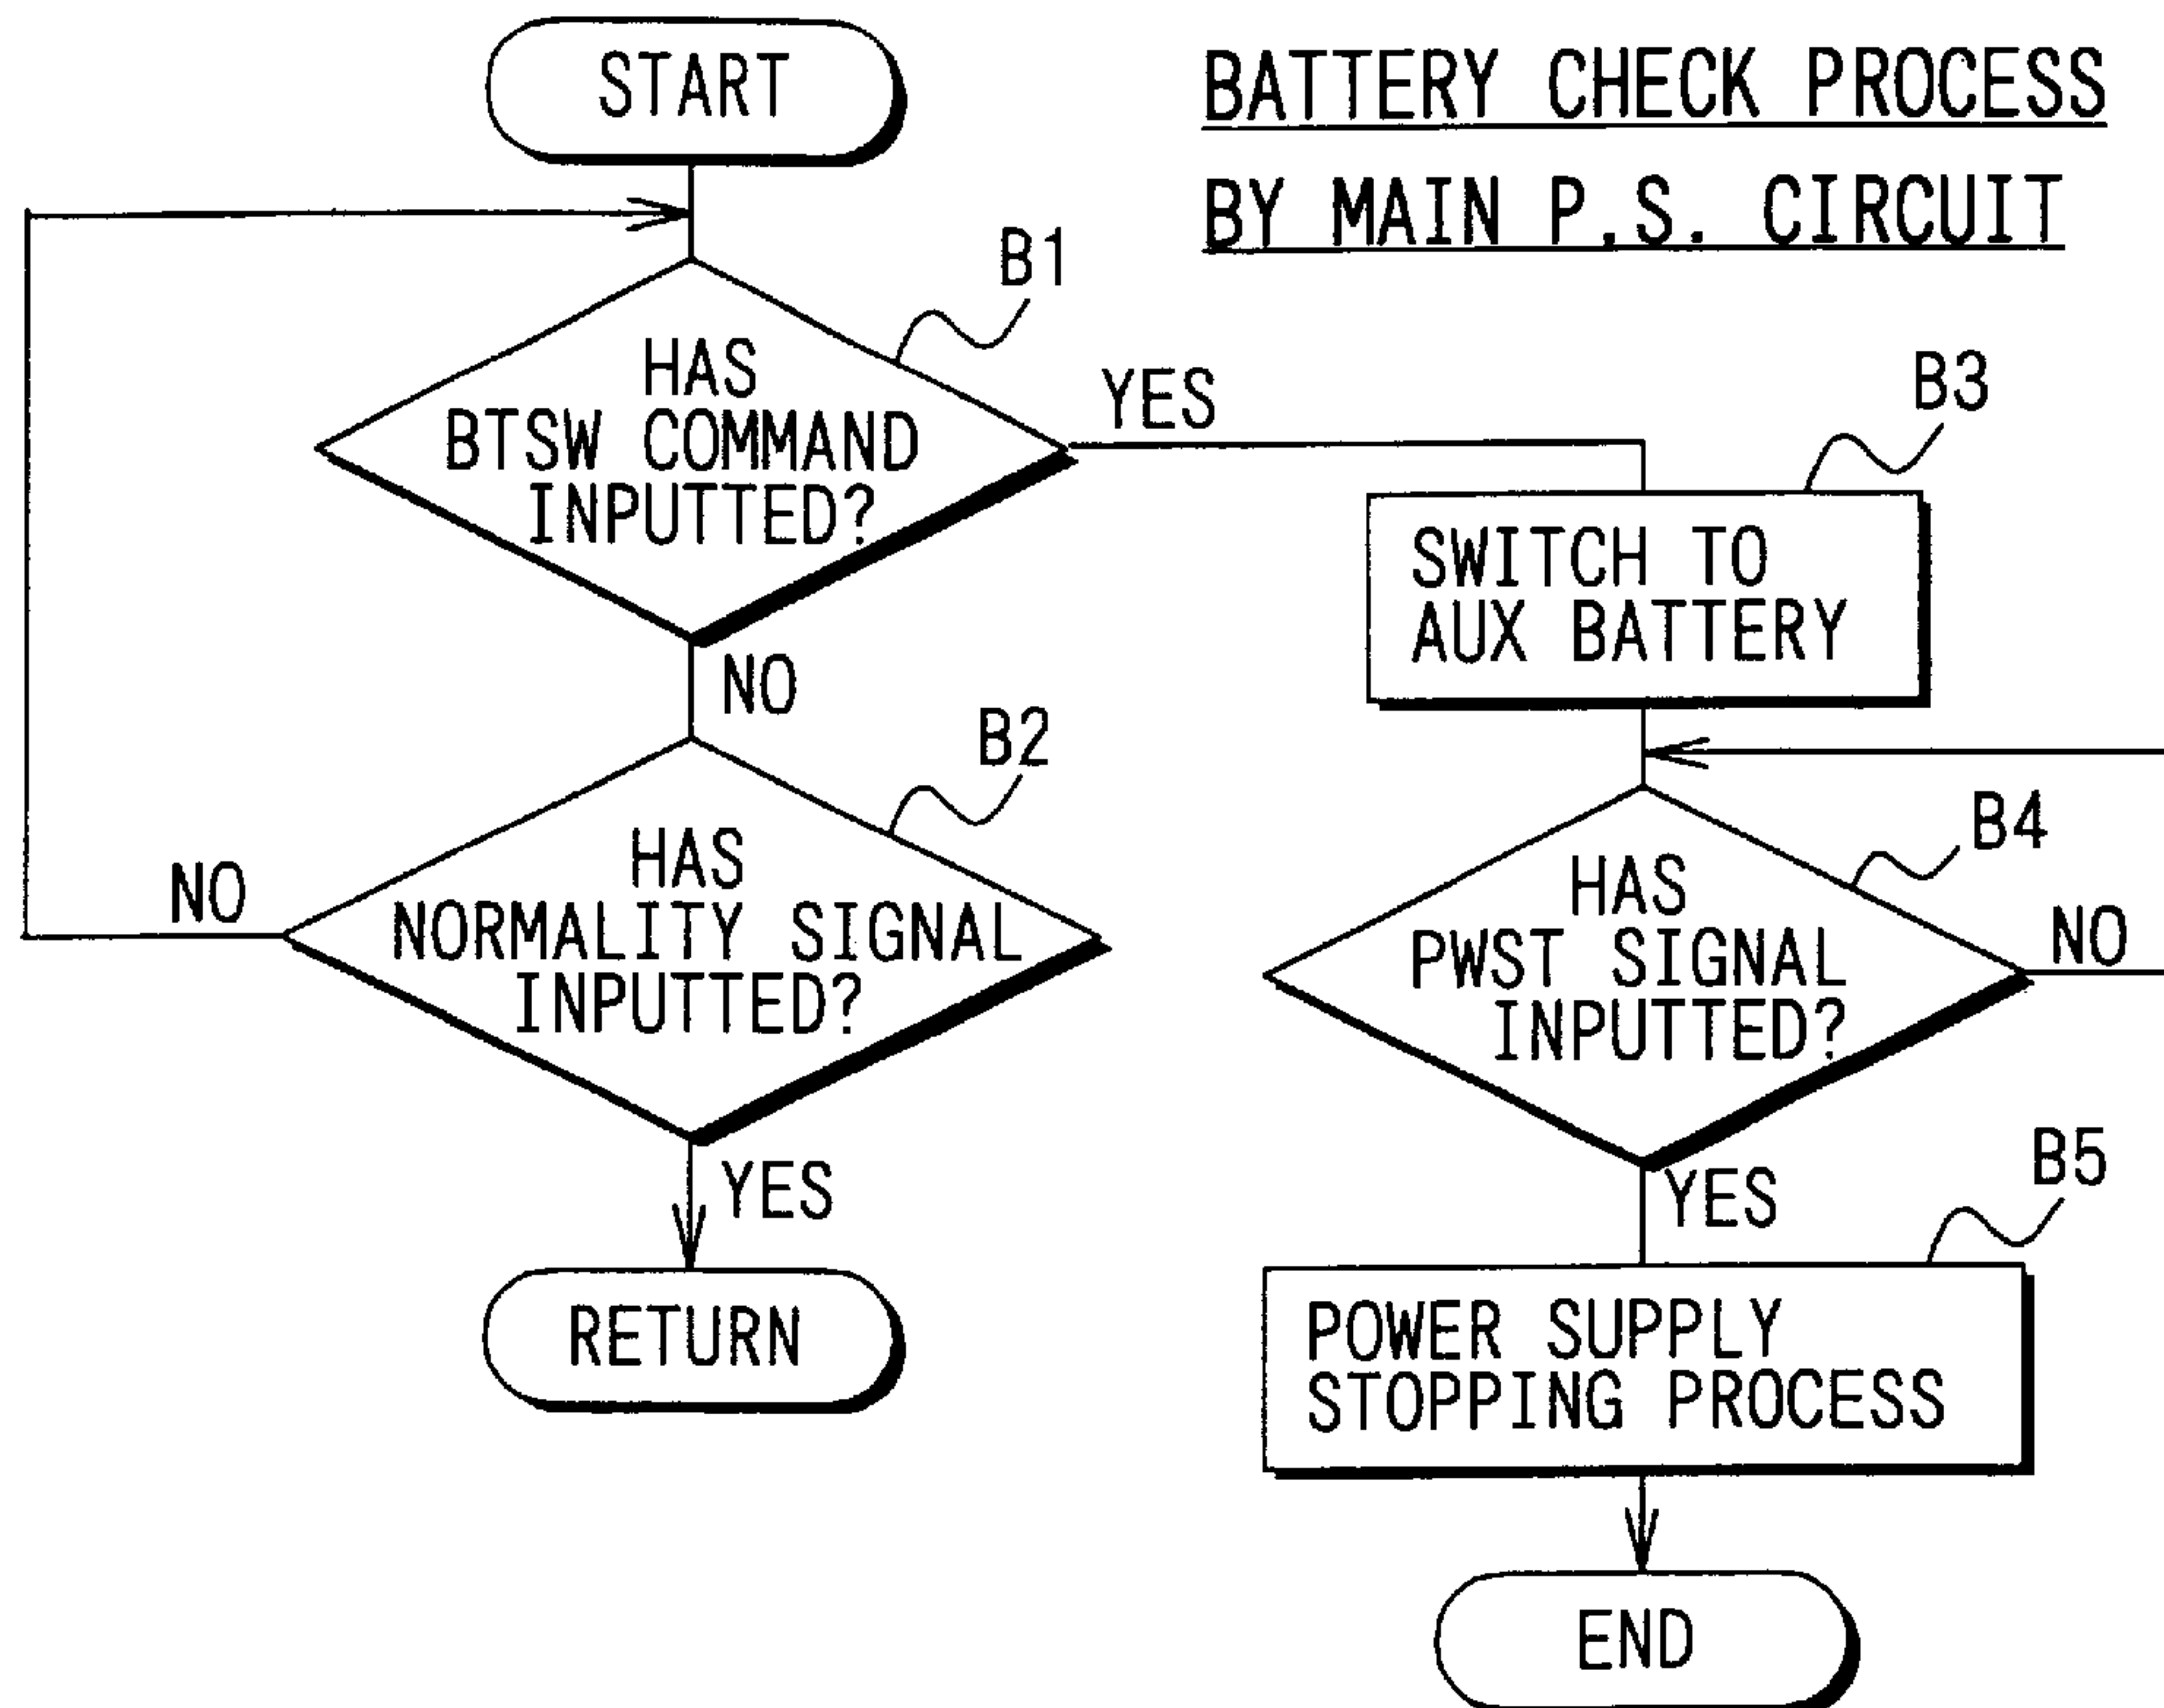 START
BATTERY CHECK PROCESS
BY MAIN P.S. CIRCUIT
B1
HAS
BTSW COMMAND
INPUTTED?
YES
NO
B2
HAS
NORMALITY SIGNAL
INPUTTED?
NO
YES
RETURN
B3
SWITCH TO
AUX BATTERY
B4
HAS
PWST SIGNAL
INPUTTED?
NO
YES
B5
POWER SUPPLY
STOPPING PROCESS
END